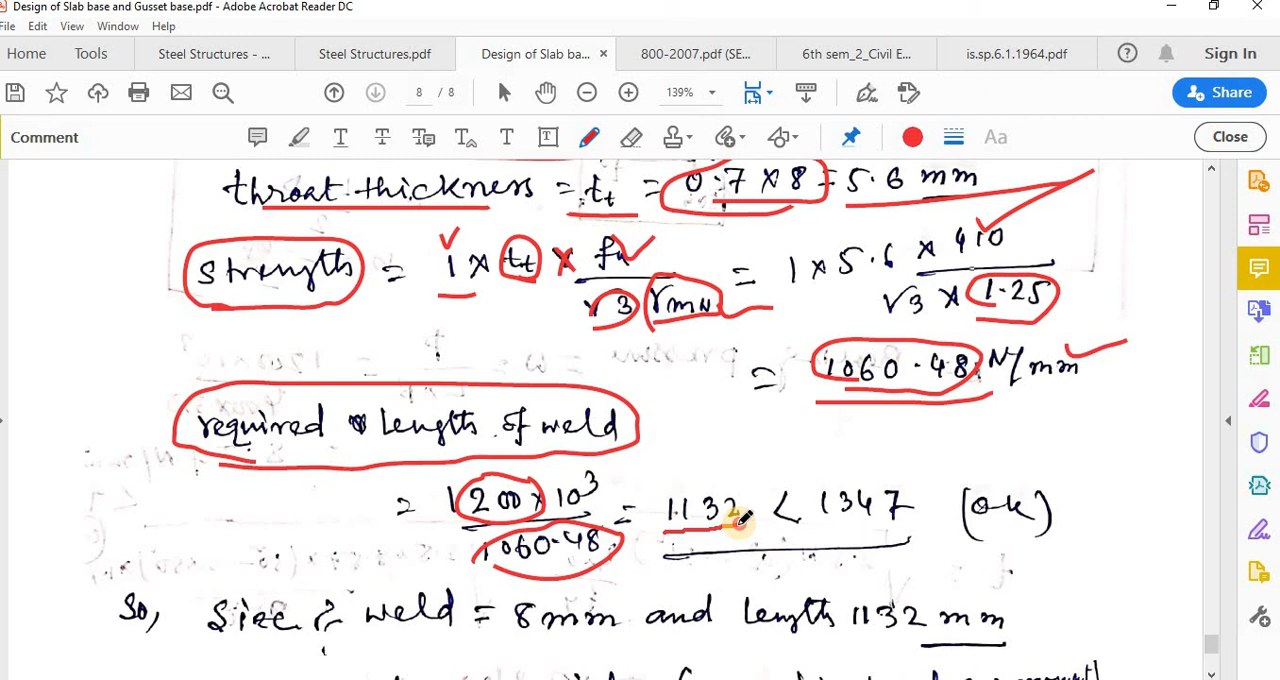 Design of Slab base and Gusset base.pdf - Adobe Acrobat Reader DC
File Edit View Window Help
Home Tools Steel Structures - ... Steel Structures.pdf Design of Slab ba... × 800-2007.pdf (SE... 6th sem_2_Civil E... is.sp.6.1.1964.pdf Sign In
8 / 8 139% Share
Comment Aa Close
throat thickness = tt = 0.7 × 8 = 5.6 mm
Strength = 1 × tt × fu / √3 γmw = 1 × 5.6 × 410 / √3 × 1.25
= 1060.48 N/mm
required length of weld
= 1200 × 10³ / 1060.48 = 1132 < 1347 (ok)
So, Size of weld = 8mm and length 1132 mm